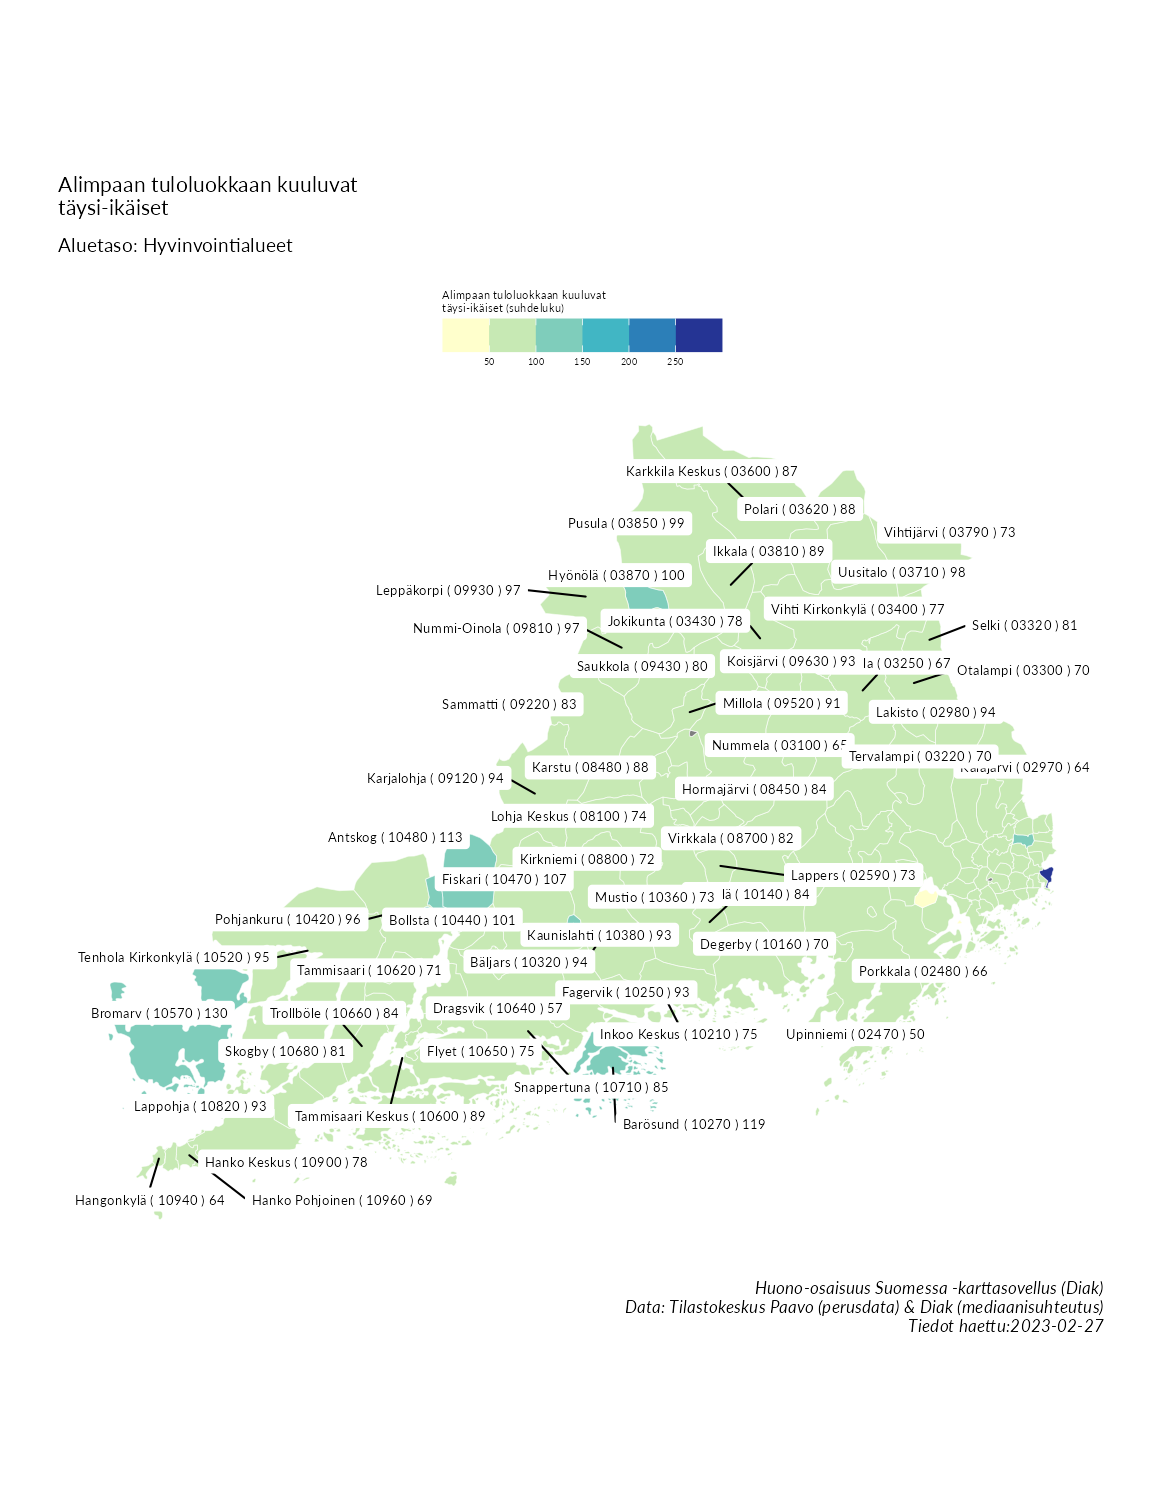 Alimpaan tuloluokkaan kuuluvat
täysi-ikäiset
Aluetaso: Hyvinvointialueet
Alimpaan tuloluokkaan kuuluvat
täysi-ikäiset (suhdeluku)
50 100 150 200 250
Karkkila Keskus ( 03600 ) 87
Polari ( 03620 ) 88
Pusula ( 03850 ) 99
Vihtijärvi ( 03790 ) 73
Ikkala ( 03810 ) 89
Hyönölä ( 03870 ) 100
Uusitalo ( 03710 ) 98
Leppäkorpi ( 09930 ) 97
Vihti Kirkonkylä ( 03400 ) 77
Jokikunta ( 03430 ) 78
Nummi-Oinola ( 09810 ) 97
Selki ( 03320 ) 81
Saukkola ( 09430 ) 80
Koisjärvi ( 09630 ) 93
la ( 03250 ) 67
Otalampi ( 03300 ) 70
Sammatti ( 09220 ) 83
Millola ( 09520 ) 91
Lakisto ( 02980 ) 94
Nummela ( 03100 ) 65
Tervalampi ( 03220 ) 70
Kalajärvi ( 02970 ) 64
Karstu ( 08480 ) 88
Karjalohja ( 09120 ) 94
Hormajärvi ( 08450 ) 84
Lohja Keskus ( 08100 ) 74
Antskog ( 10480 ) 113
Virkkala ( 08700 ) 82
Kirkniemi ( 08800 ) 72
Lappers ( 02590 ) 73
Fiskari ( 10470 ) 107
Mustio ( 10360 ) 73
lä ( 10140 ) 84
Pohjankuru ( 10420 ) 96
Bollsta ( 10440 ) 101
Kaunislahti ( 10380 ) 93
Degerby ( 10160 ) 70
Tenhola Kirkonkylä ( 10520 ) 95
Tammisaari ( 10620 ) 71
Bäljars ( 10320 ) 94
Porkkala ( 02480 ) 66
Fagervik ( 10250 ) 93
Bromarv ( 10570 ) 130
Trollböle ( 10660 ) 84
Dragsvik ( 10640 ) 57
Inkoo Keskus ( 10210 ) 75
Upinniemi ( 02470 ) 50
Skogby ( 10680 ) 81
Flyet ( 10650 ) 75
Snappertuna ( 10710 ) 85
Lappohja ( 10820 ) 93
Tammisaari Keskus ( 10600 ) 89
Barösund ( 10270 ) 119
Hanko Keskus ( 10900 ) 78
Hangonkylä ( 10940 ) 64
Hanko Pohjoinen ( 10960 ) 69
Huono-osaisuus Suomessa -karttasovellus (Diak)
Data: Tilastokeskus Paavo (perusdata) & Diak (mediaanisuhteutus)
Tiedot haettu:2023-02-27